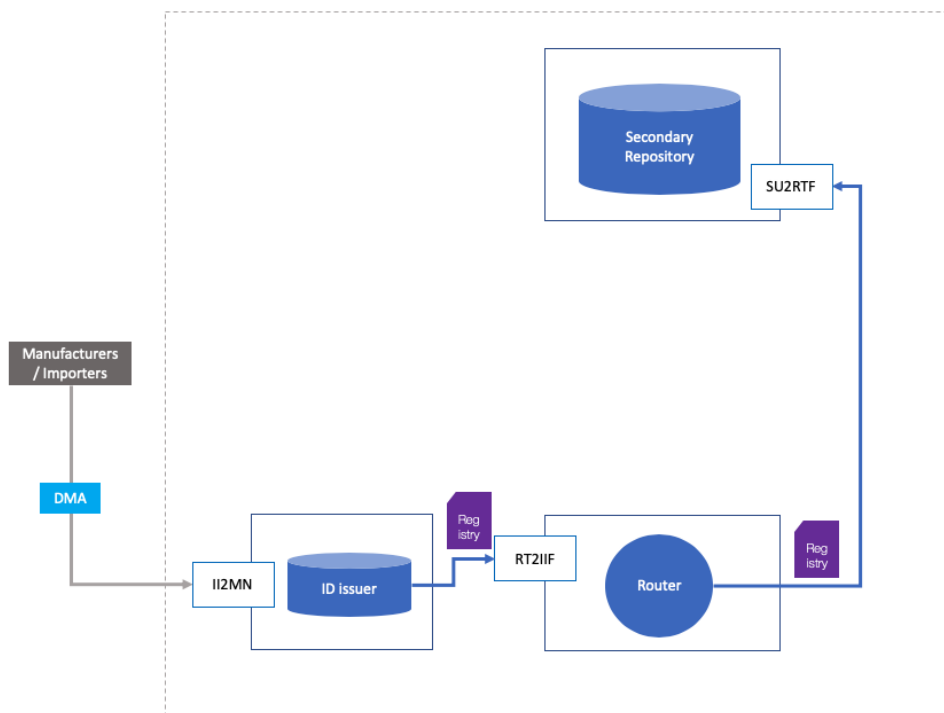 Secondary
Repository
SU2RTF
Manufacturers
/ Importers
DMA
Reg
istry
Reg
istry
II2MN
ID issuer
RT2IIF
Router